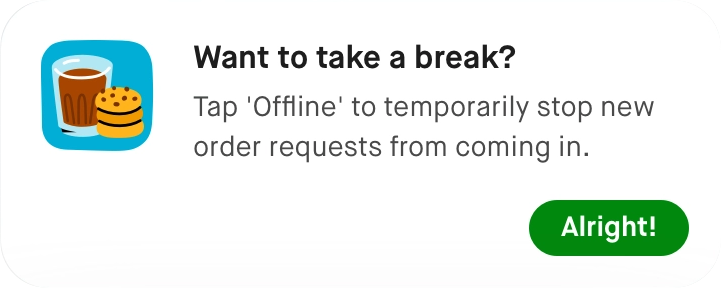 Want to take a break?
Tap 'Offline' to temporarily stop new
order requests from coming in.
Alright!